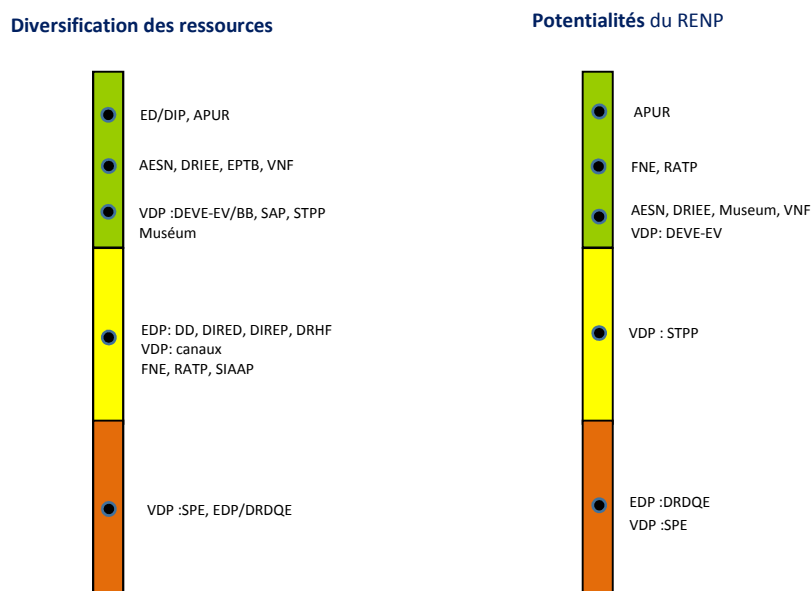 Diversification des ressources
ED/DIP, APUR
AESN, DRIEE, EPTB, VNF
VDP :DEVE-EV/BB, SAP, STPP
Muséum
EDP: DD, DIRED, DIREP, DRHF
VDP: canaux
FNE, RATP, SIAAP
VDP :SPE, EDP/DRDQE
Potentialités du RENP
APUR
FNE, RATP
AESN, DRIEE, Museum, VNF
VDP: DEVE-EV
VDP : STPP
EDP :DRDQE
VDP :SPE